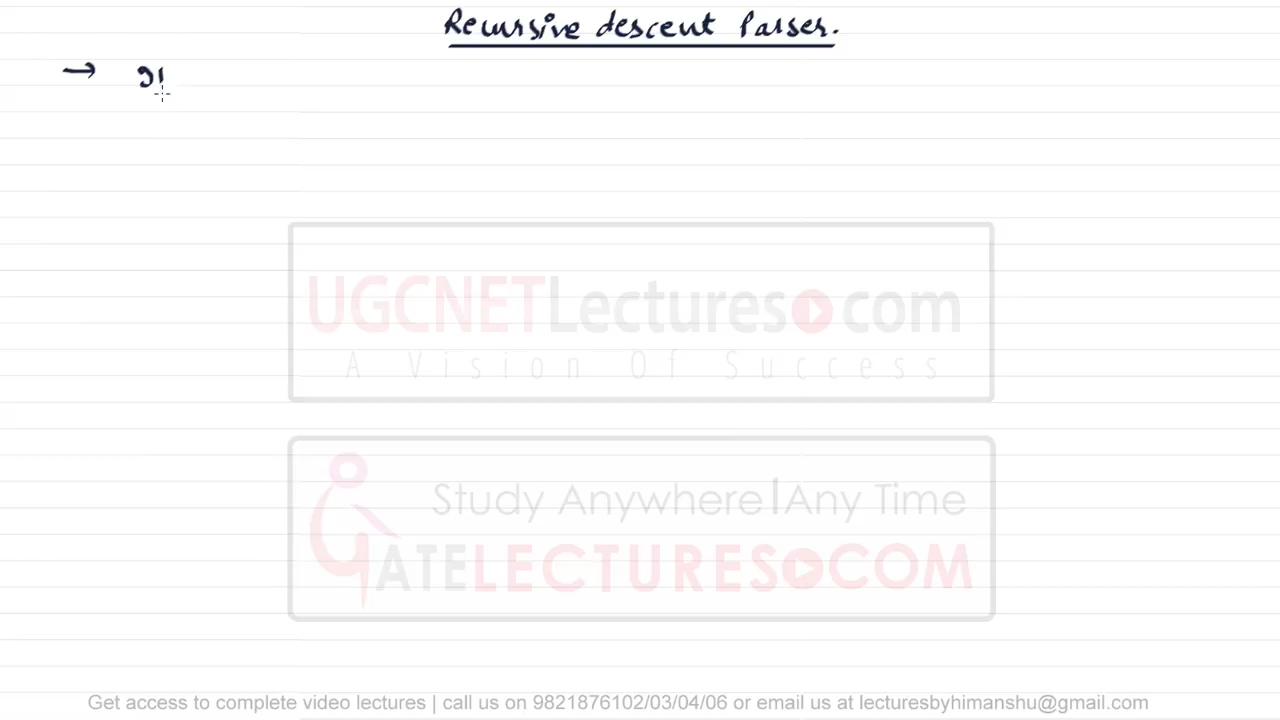 Recursive descent Parser.
→
UGCNETLectures.com
A Vision Of Success
Study Anywhere|Any Time
GATELECTURES.COM
Get access to complete video lectures | call us on 9821876102/03/04/06 or email us at lecturesbyhimanshu@gmail.com